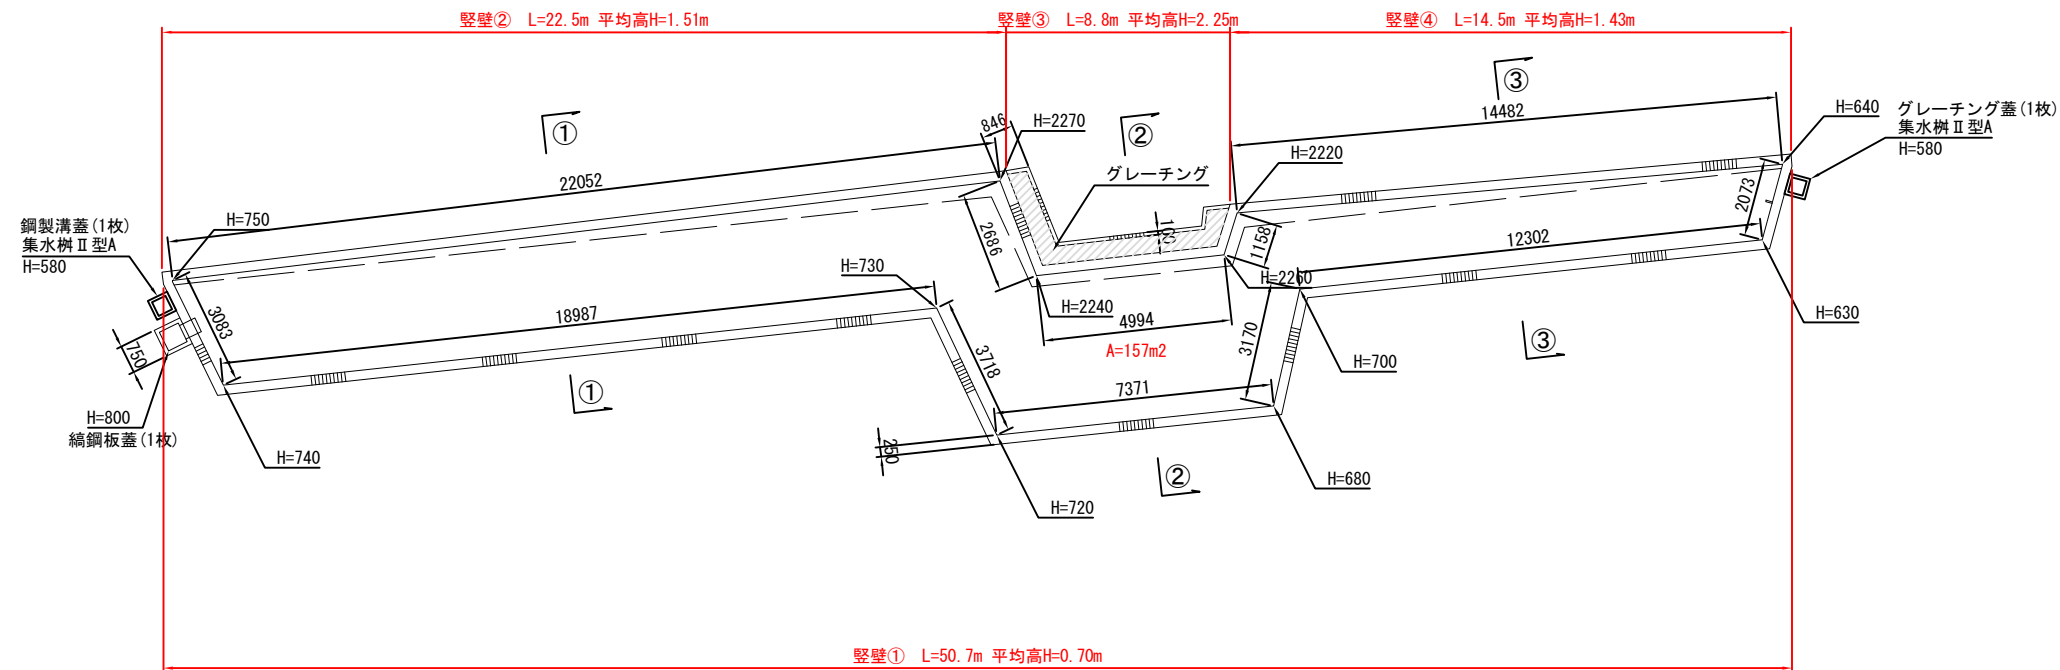 竪壁② L=22.5m 平均高H=1.51m
竪壁③ L=8.8m 平均高H=2.25m
竪壁④ L=14.5m 平均高H=1.43m
③
①
846
H=2270
②
14482
H=640
グレーチング蓋(1枚)
集水桝Ⅱ型A
H=580
H=2220
グレーチング
22052
2073
鋼製溝蓋(1枚)
集水桝Ⅱ型A
H=580
H=750
2686
100
1158
12302
H=730
H=2260
3083
18987
H=2240
4994
H=630
750
3718
A=157m2
3170
③
H=700
①
7371
H=800
縞鋼板蓋(1枚)
250
H=740
②
H=680
H=720
竪壁① L=50.7m 平均高H=0.70m